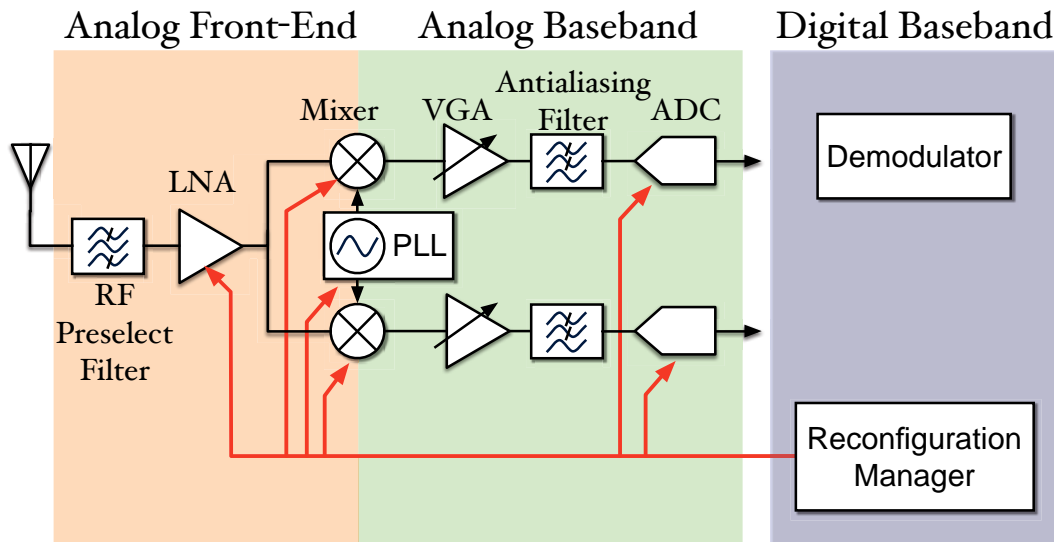 Analog Front-End
Analog Baseband
Digital Baseband
Mixer
VGA
Antialiasing
Filter
ADC
LNA
Demodulator
PLL
RF
Preselect
Filter
Reconfiguration
Manager